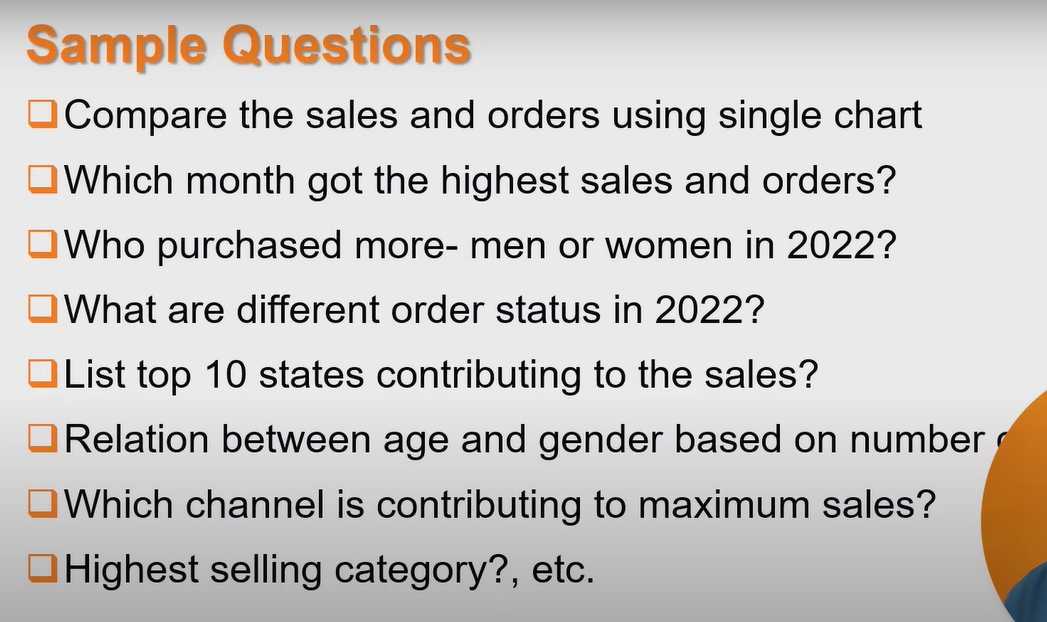 Sample Questions
Compare the sales and orders using single chart
Which month got the highest sales and orders?
Who purchased more- men or women in 2022?
What are different order status in 2022?
List top 10 states contributing to the sales?
Relation between age and gender based on number
Which channel is contributing to maximum sales?
Highest selling category?, etc.